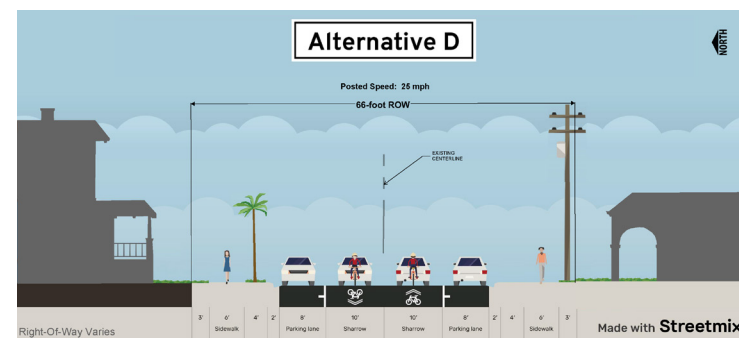 Alternative D
NORTH
Posted Speed: 25 mph
66-foot ROW
EXISTING
CENTERLINE
3' 6' 4' 2' 8' 10' 10' 8' 2' 4' 6' 3'
Sidewalk Parking lane Sharrow Sharrow Parking lane Sidewalk
Right-Of-Way Varies
Made with Streetmix